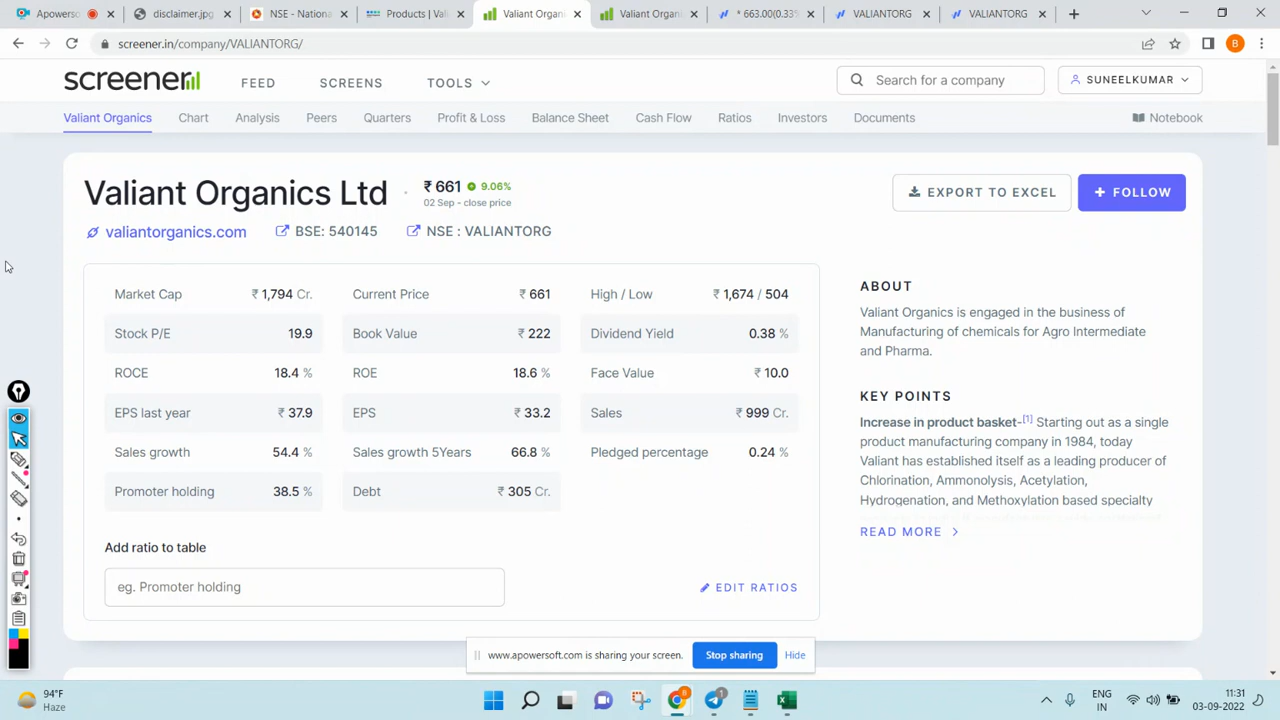 Apowerso
disclaimer.jpg
NSE - Nationa
Products | Vali
Valiant Organi
Valiant Organi
* 663.00(0.33%
VALIANTORG
VALIANTORG
screener.in/company/VALIANTORG/
B
screener
FEED
SCREENS
TOOLS
Search for a company
SUNEELKUMAR
Valiant Organics
Chart
Analysis
Peers
Quarters
Profit & Loss
Balance Sheet
Cash Flow
Ratios
Investors
Documents
Notebook
Valiant Organics Ltd
₹ 661 9.06%
02 Sep - close price
EXPORT TO EXCEL
+ FOLLOW
valiantorganics.com
BSE: 540145
NSE : VALIANTORG
Market Cap ₹ 1,794 Cr.
Current Price ₹ 661
High / Low ₹ 1,674 / 504
Stock P/E 19.9
Book Value ₹ 222
Dividend Yield 0.38 %
ROCE 18.4 %
ROE 18.6 %
Face Value ₹ 10.0
EPS last year ₹ 37.9
EPS ₹ 33.2
Sales ₹ 999 Cr.
Sales growth 54.4 %
Sales growth 5Years 66.8 %
Pledged percentage 0.24 %
Promoter holding 38.5 %
Debt ₹ 305 Cr.
Add ratio to table
eg. Promoter holding
EDIT RATIOS
ABOUT
Valiant Organics is engaged in the business of
Manufacturing of chemicals for Agro Intermediate
and Pharma.
KEY POINTS
Increase in product basket-[1] Starting out as a single
product manufacturing company in 1984, today
Valiant has established itself as a leading producer of
Chlorination, Ammonolysis, Acetylation,
Hydrogenation, and Methoxylation based specialty
READ MORE
www.apowersoft.com is sharing your screen.
Stop sharing
Hide
94°F
Haze
8
1
ENG
IN
11:31
03-09-2022